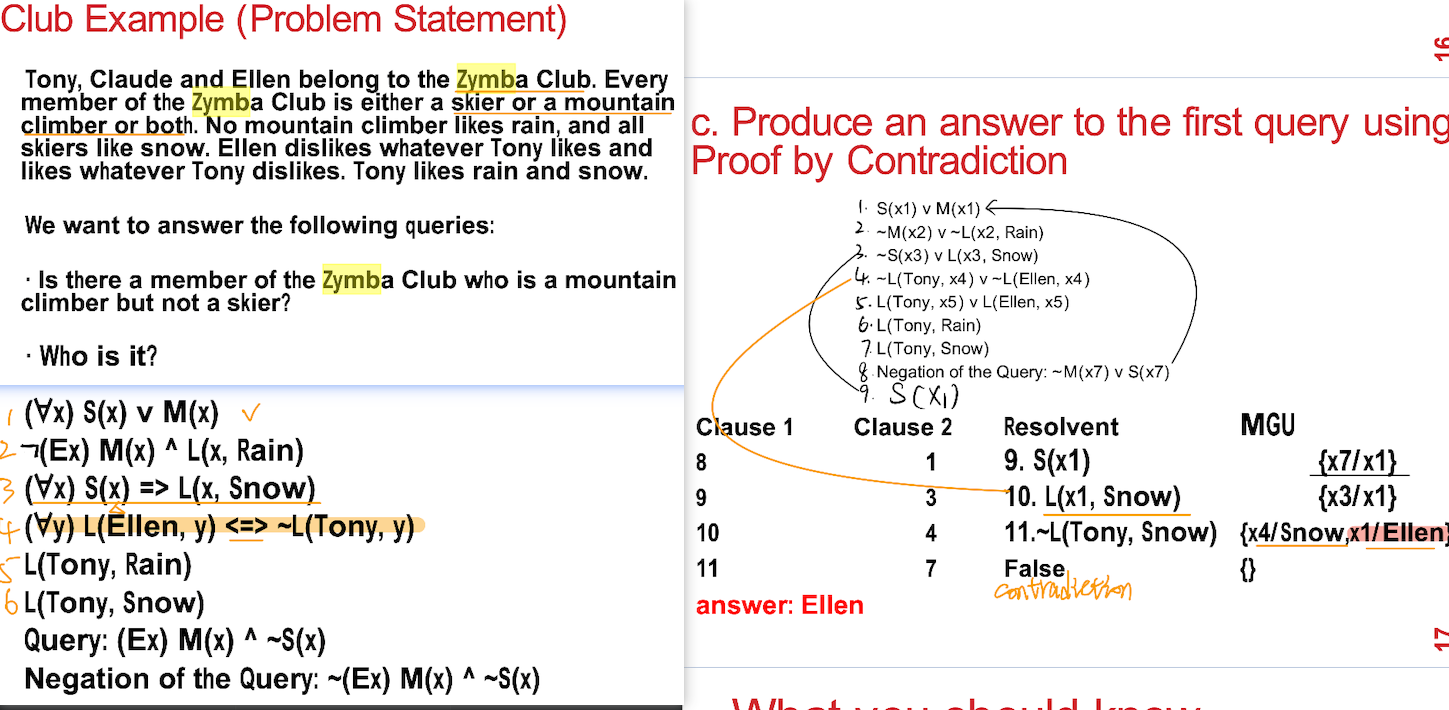 Club Example (Problem Statement)
Tony, Claude and Ellen belong to the Zymba Club. Every
member of the Zymba Club is either a skier or a mountain
climber or both. No mountain climber likes rain, and all
skiers like snow. Ellen dislikes whatever Tony likes and
likes whatever Tony dislikes. Tony likes rain and snow.
We want to answer the following queries:
· Is there a member of the Zymba Club who is a mountain
climber but not a skier?
· Who is it?
1 (∀x) S(x) v M(x) ✓
2 ¬(Ex) M(x) ^ L(x, Rain)
3 (∀x) S(x) => L(x, Snow)
4 (∀y) L(Ellen, y) <=> ~L(Tony, y)
5 L(Tony, Rain)
6 L(Tony, Snow)
Query: (Ex) M(x) ^ ~S(x)
Negation of the Query: ~(Ex) M(x) ^ ~S(x)
16
c. Produce an answer to the first query using
Proof by Contradiction
1. S(x1) v M(x1)
2. ~M(x2) v ~L(x2, Rain)
3. ~S(x3) v L(x3, Snow)
4. ~L(Tony, x4) v ~L(Ellen, x4)
5. L(Tony, x5) v L(Ellen, x5)
6. L(Tony, Rain)
7. L(Tony, Snow)
8. Negation of the Query: ~M(x7) v S(x7)
9. S(x1)
Clause 1 Clause 2 Resolvent MGU
8 1 9. S(x1) {x7/x1}
9 3 10. L(x1, Snow) {x3/x1}
10 4 11.~L(Tony, Snow) {x4/Snow,x1/Ellen}
11 7 False {}
contradiction
answer: Ellen
17
What you should know